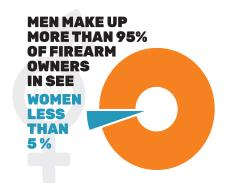 MEN MAKE UP
MORE THAN 95%
OF FIREARM
OWNERS
IN SEE
WOMEN
LESS
THAN
5 %